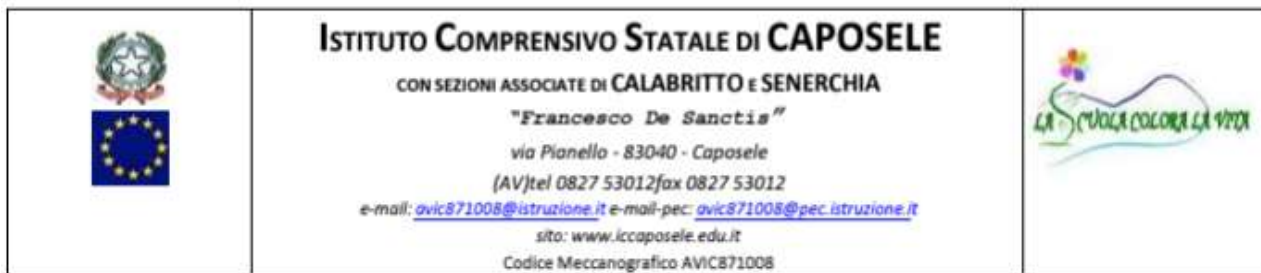 ISTITUTO COMPRENSIVO STATALE DI CAPOSELE
CON SEZIONI ASSOCIATE DI CALABRITTO E SENERCHIA
"Francesco De Sanctis"
via Pianello - 83040 - Caposele
(AV)tel 0827 53012fax 0827 53012
e-mail: avic871008@istruzione.it e-mail-pec: avic871008@pec.istruzione.it
sito: www.iccaposele.edu.it
Codice Meccanografico AVIC871008
LA SCUOLA COLORA LA VITA